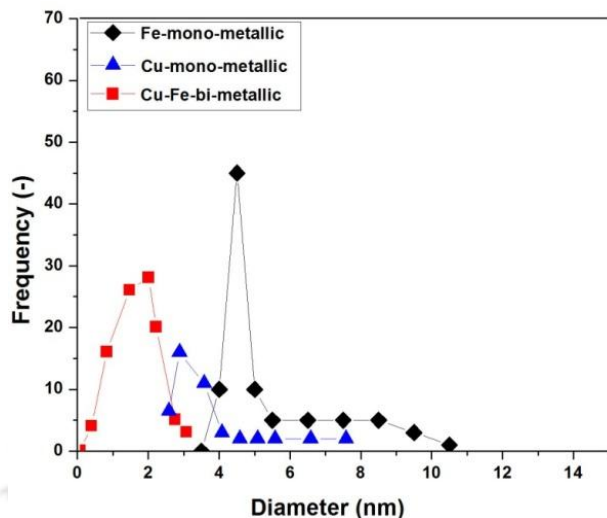 70
60
50
40
30
20
10
0
Frequency (-)
Fe-mono-metallic
Cu-mono-metallic
Cu-Fe-bi-metallic
0 2 4 6 8 10 12 14
Diameter (nm)